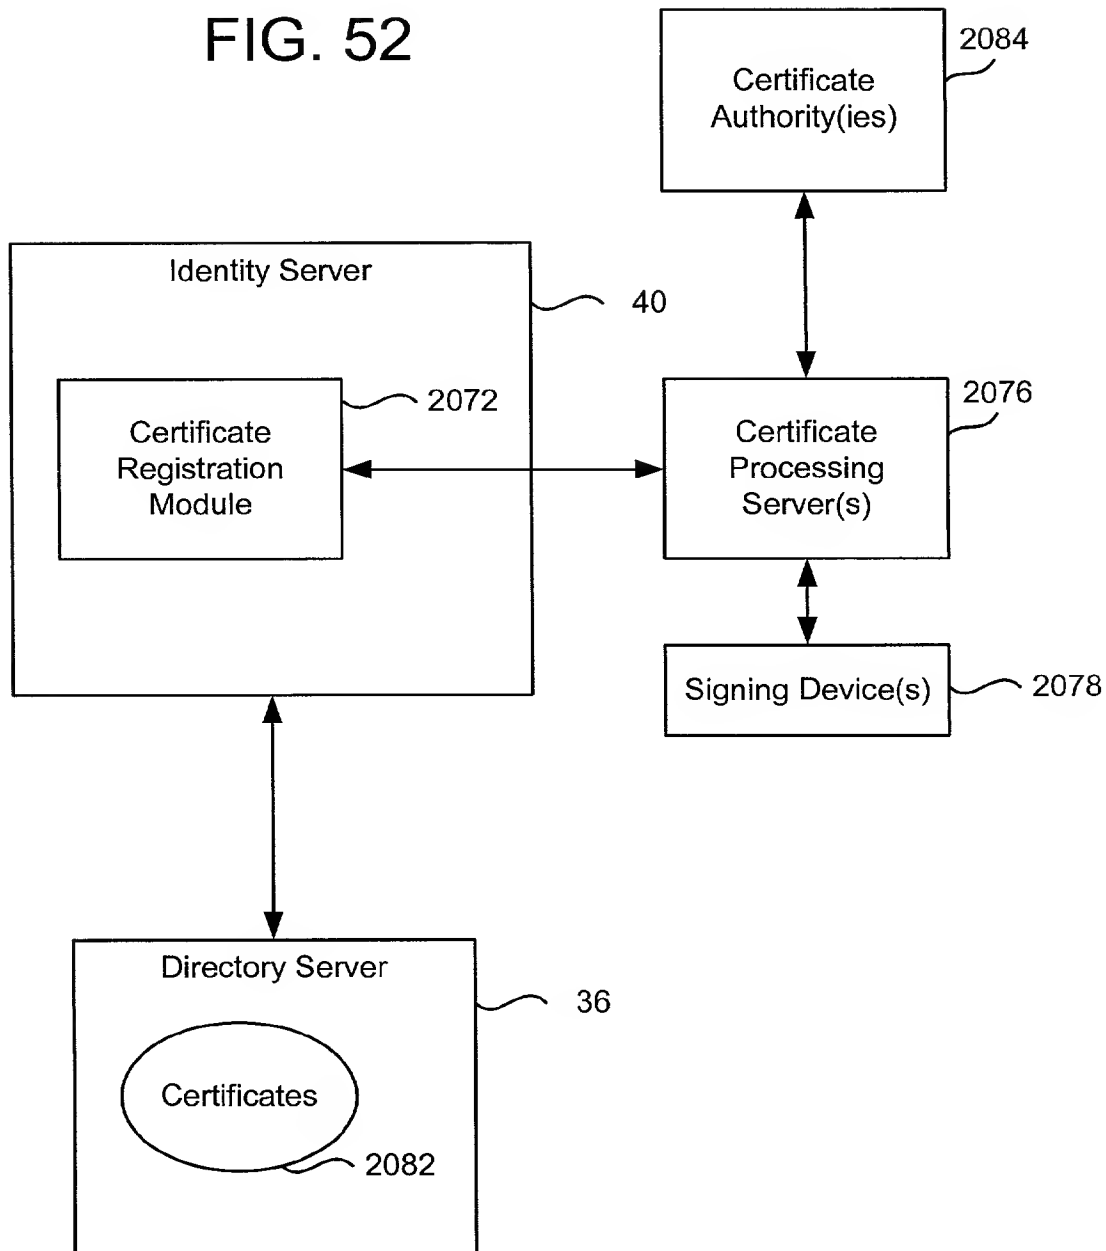 FIG. 52
Certificate
Authority(ies)
2084
Identity Server
40
Certificate
Registration
Module
2072
Certificate
Processing
Server(s)
2076
Signing Device(s)
2078
Directory Server
36
Certificates
2082